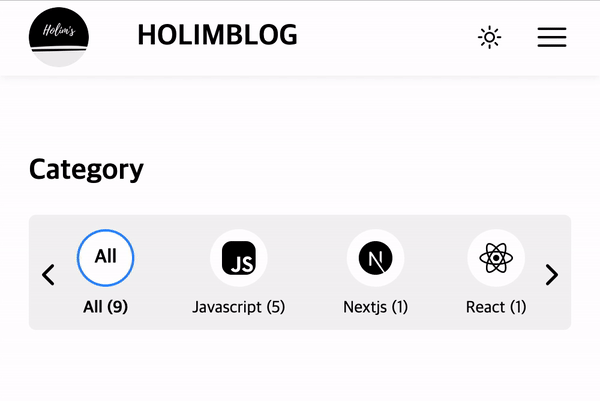 Holim's
HOLIMBLOG
Category
All
JS
N
All (9)
Javascript (5)
Nextjs (1)
React (1)